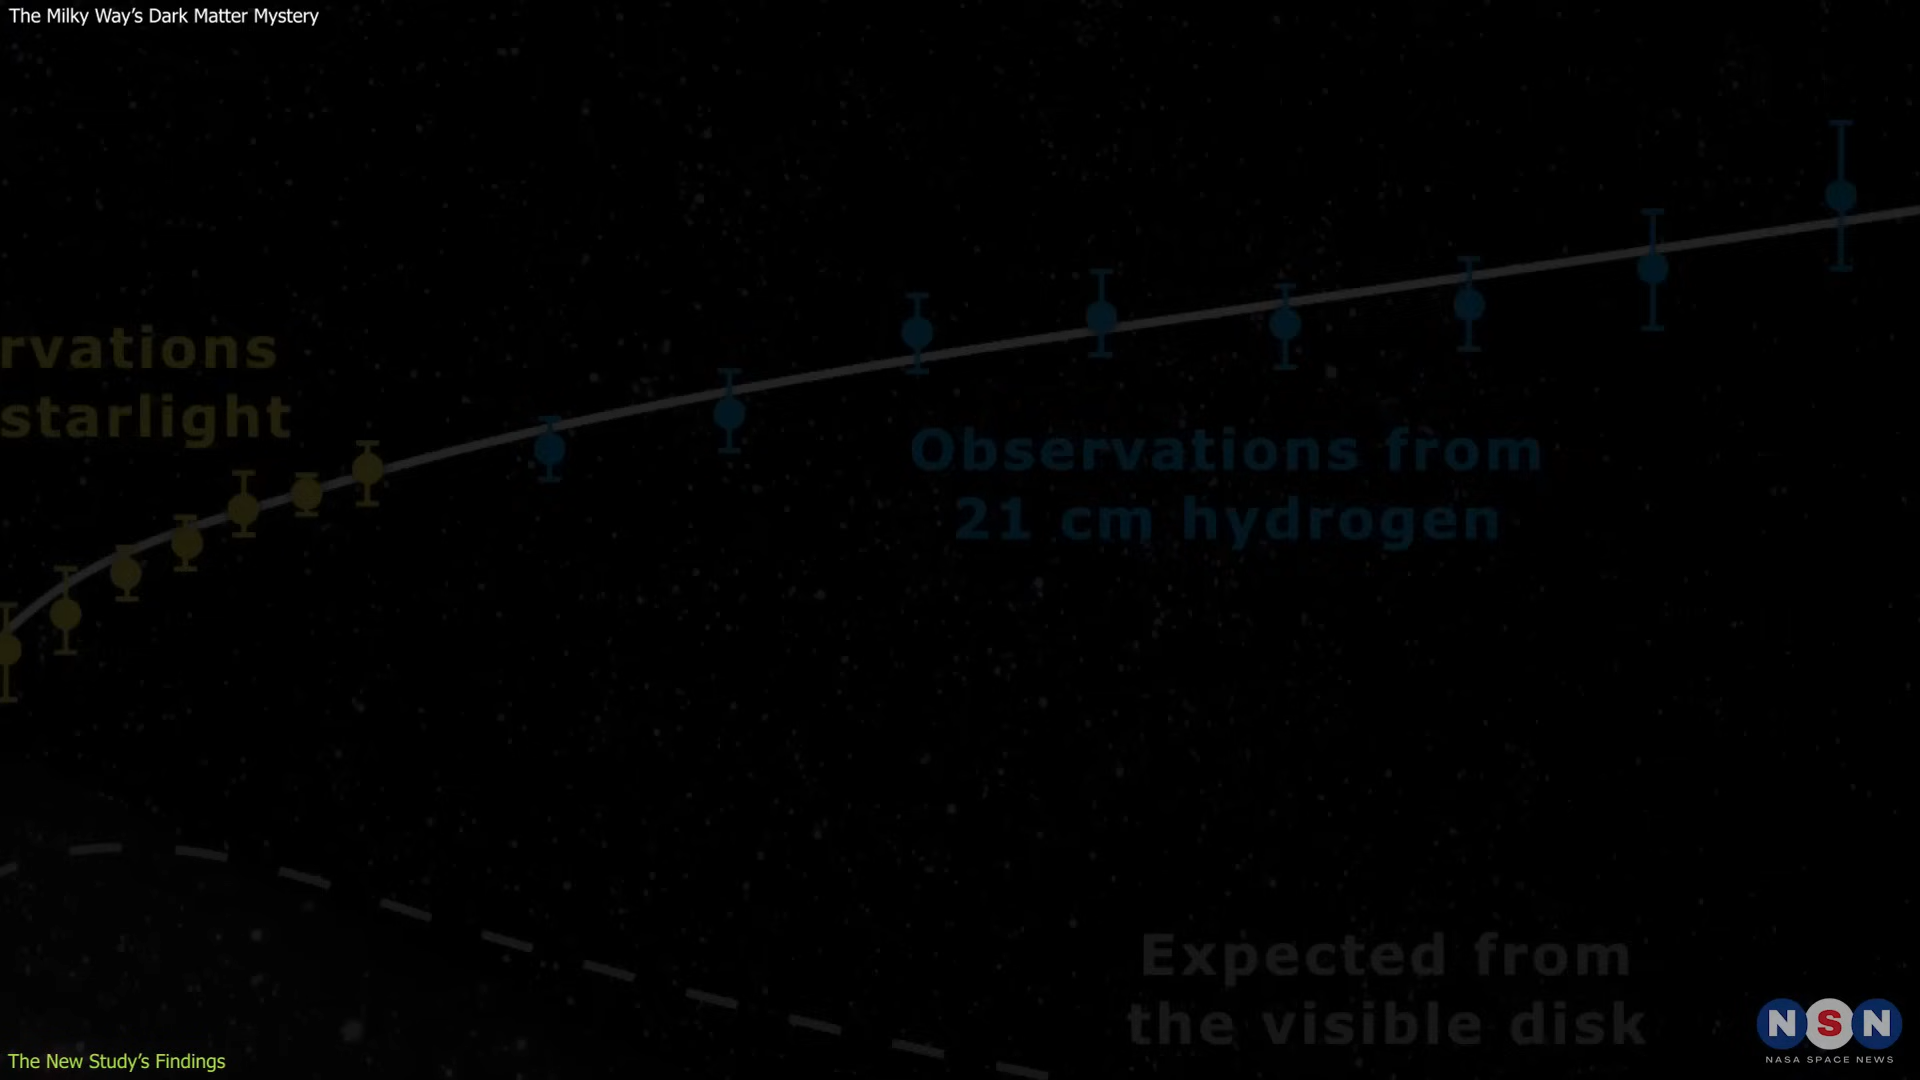 The Milky Way’s Dark Matter Mystery
rvations
starlight
Observations from
21 cm hydrogen
Expected from
the visible disk
NSN
NASA SPACE NEWS
The New Study’s Findings